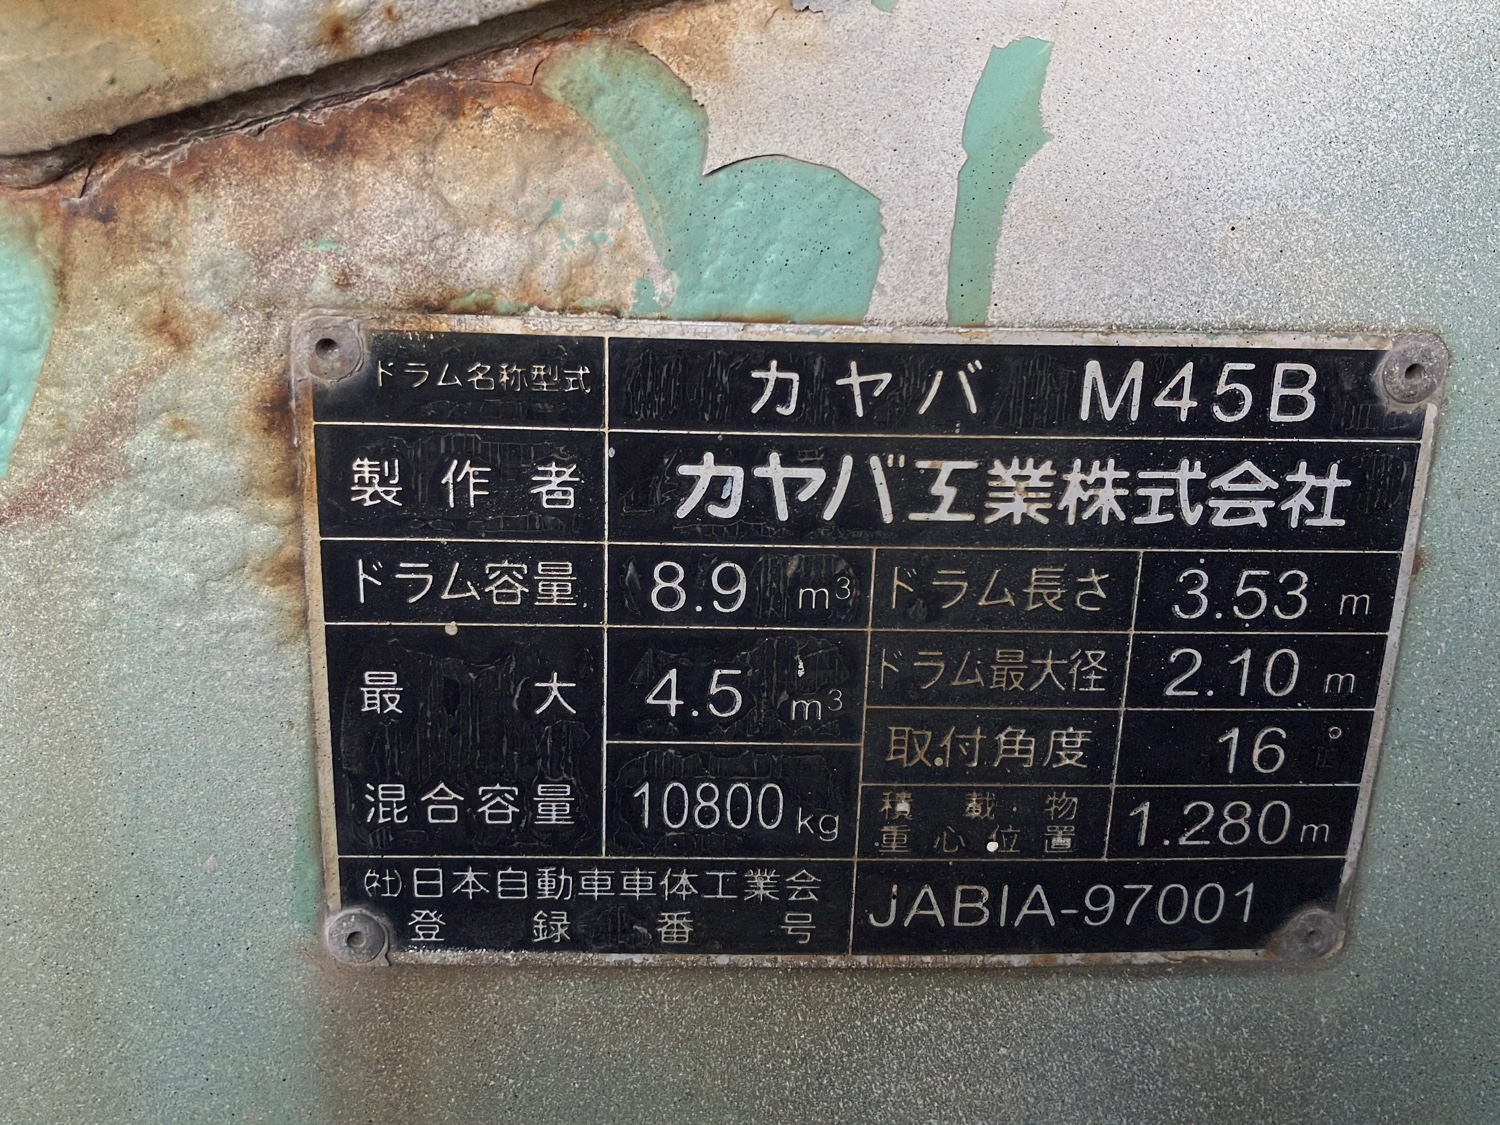 ドラム名称型式 カヤバ M45B
製作者 カヤバ工業株式会社
ドラム容量 8.9 m³ ドラム長さ 3.53 m
最大混合容量 4.5 m³ ドラム最大径 2.10 m
10800 kg 取付角度 16°
積載物重心位置 1.280 m
(社)日本自動車車体工業会
登録番号 JABIA-97001